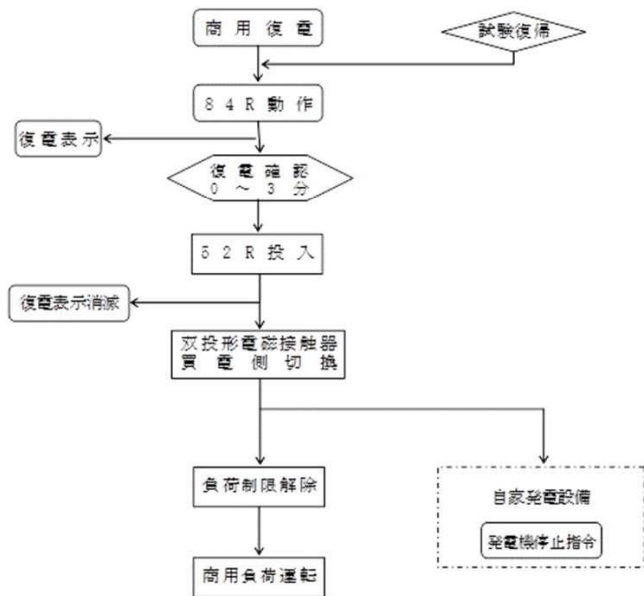 商用復電
試験復帰
84R動作
復電表示
復電確認
0～3分
52R投入
復電表示消滅
双投形電磁接触器
買電側切換
負荷制限解除
自家発電設備
発電機停止指令
商用負荷運転